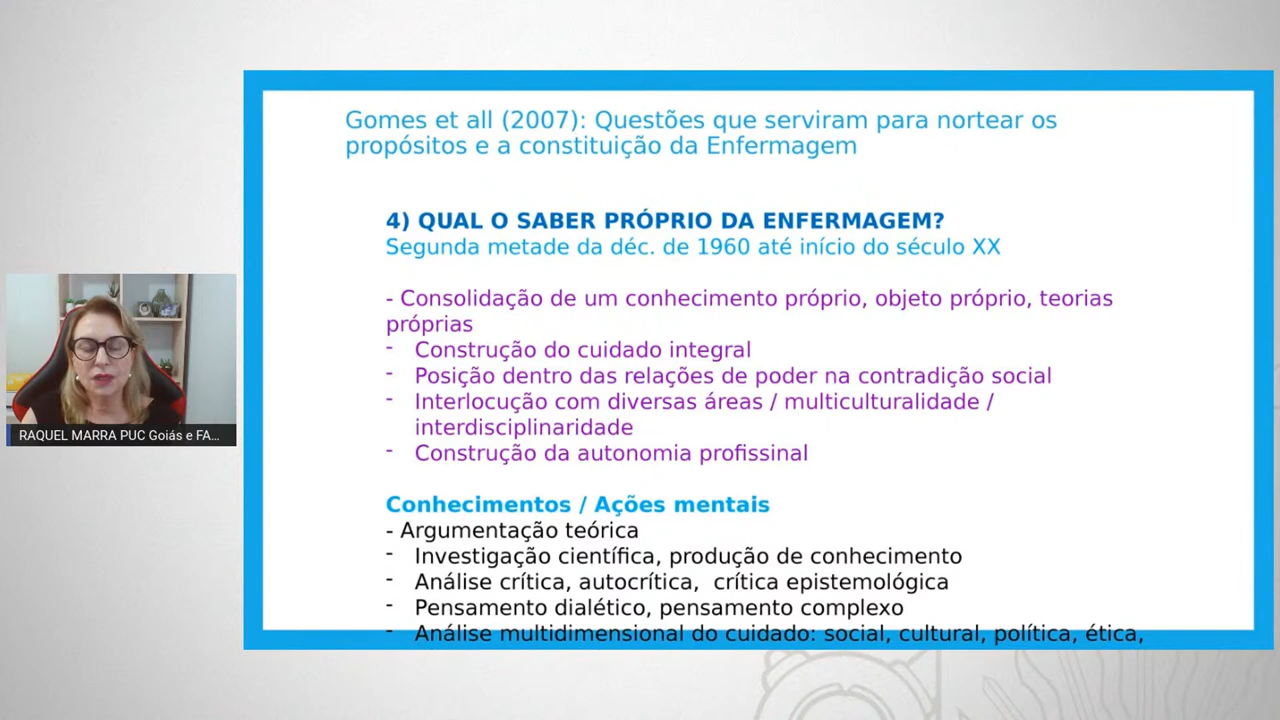 Gomes et all (2007): Questões que serviram para nortear os
propósitos e a constituição da Enfermagem
4) QUAL O SABER PRÓPRIO DA ENFERMAGEM?
Segunda metade da déc. de 1960 até início do século XX
- Consolidação de um conhecimento próprio, objeto próprio, teorias
próprias
- Construção do cuidado integral
- Posição dentro das relações de poder na contradição social
- Interlocução com diversas áreas / multiculturalidade /
interdisciplinaridade
- Construção da autonomia profissinal
Conhecimentos / Ações mentais
- Argumentação teórica
- Investigação científica, produção de conhecimento
- Análise crítica, autocrítica, crítica epistemológica
- Pensamento dialético, pensamento complexo
- Análise multidimensional do cuidado: social, cultural, política, ética,
RAQUEL MARRA PUC Goiás e FA...